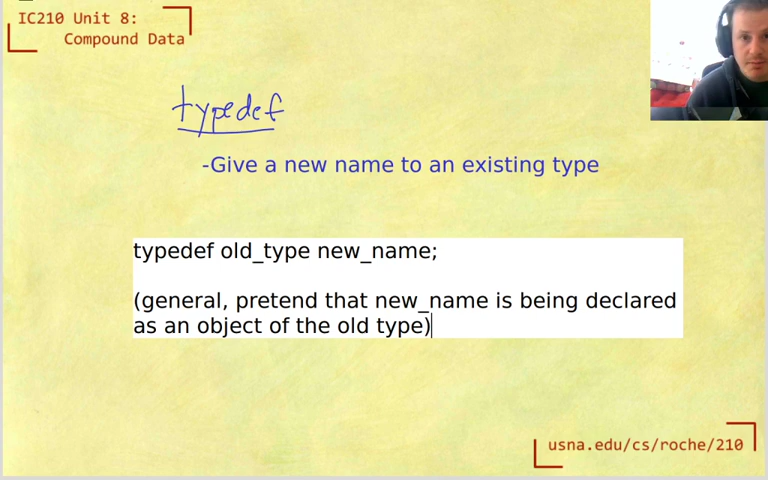 IC210 Unit 8:
Compound Data
typedef
-Give a new name to an existing type
typedef old_type new_name;
(general, pretend that new_name is being declared
as an object of the old type)
usna.edu/cs/roche/210